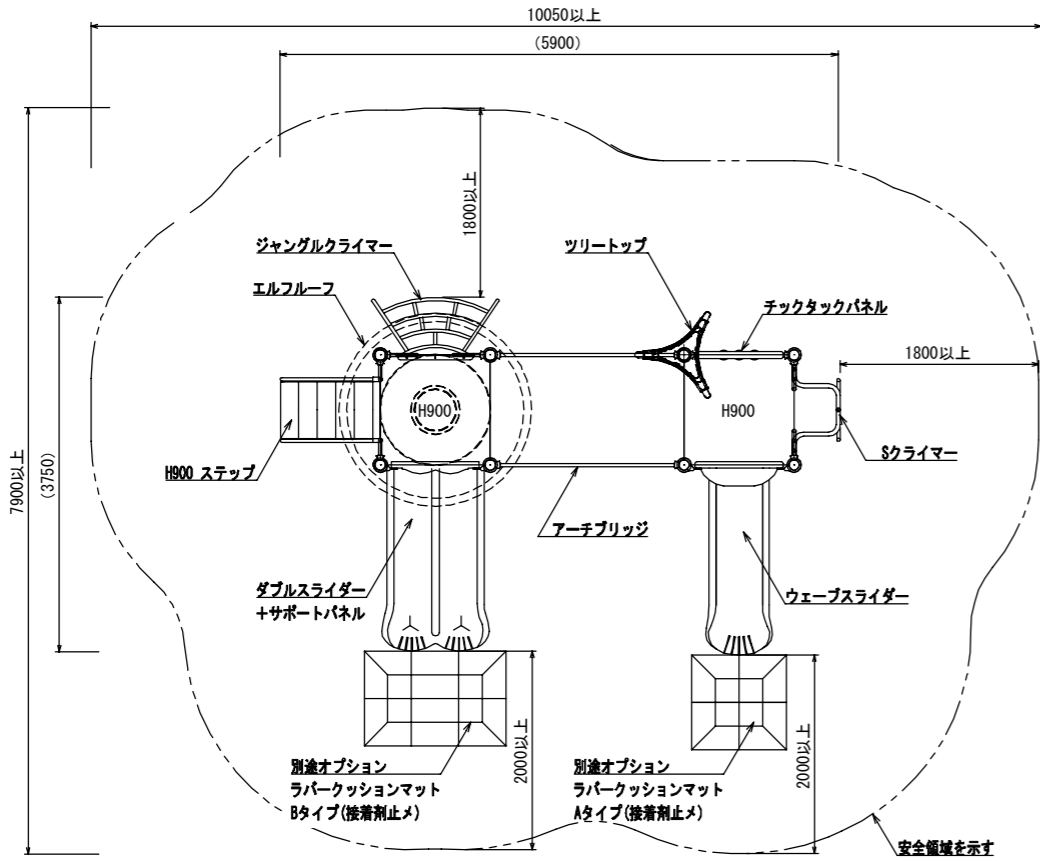 10050以上
(5900)
1800以上
ジャングルクライマー
ツリートップ
エルフルーフ
チックタックパネル
1800以上
H900
H900
Sクライマー
H900 ステップ
7900以上
(3750)
アーチブリッジ
ダブルスライダー
+サポートパネル
ウェーブスライダー
2000以上
2000以上
別途オプション
ラバークッションマット
Bタイプ(接着剤止メ)
別途オプション
ラバークッションマット
Aタイプ(接着剤止メ)
安全領域を示す